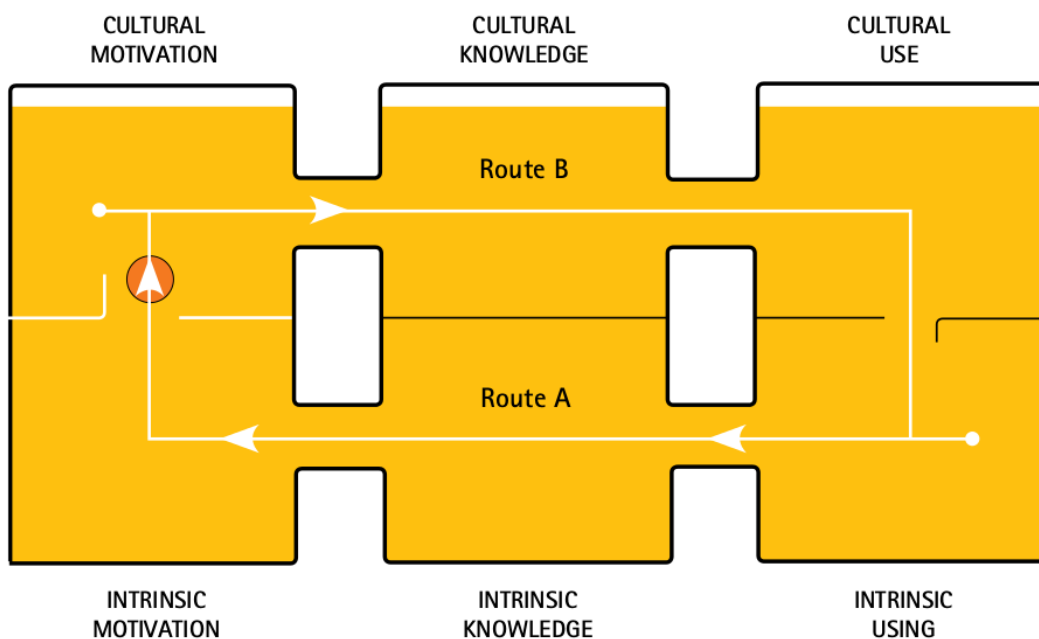 CULTURAL
MOTIVATION
CULTURAL
KNOWLEDGE
CULTURAL
USE
Route B
Route A
INTRINSIC
MOTIVATION
INTRINSIC
KNOWLEDGE
INTRINSIC
USING